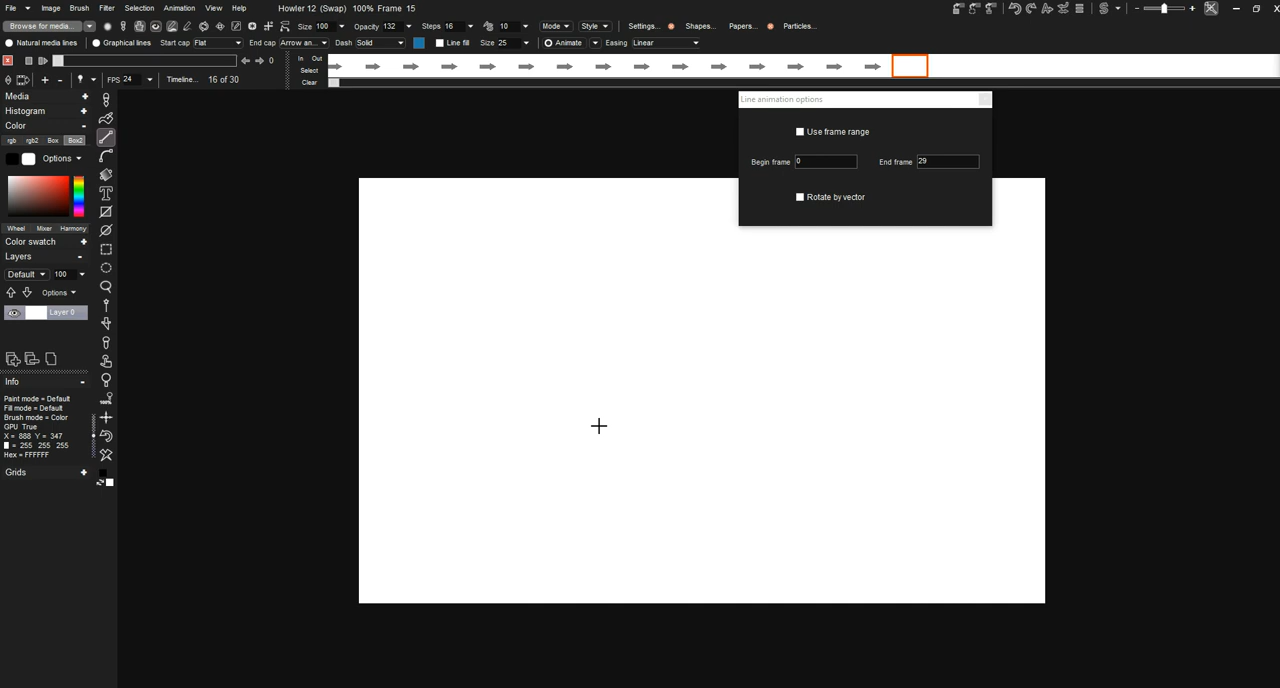 File Image Brush Filter Selection Animation View Help Howler 12 (Swap) 100% Frame 15
Browse for media... Size 100 Opacity 132 Steps 16 10 Mode Style Settings... Shapes... Papers... Particles...
Natural media lines Graphical lines Start cap Flat End cap Arrow an... Dash Solid Line fill Size 25 Animate Easing Linear
0 In Out
Select
FPS 24 Timeline... 16 of 30 Clear
Media +
Histogram +
Color -
rgb rgb2 Box Box2
Options
Wheel Mixer Harmony
Color swatch +
Layers -
Default 100
Options
Layer 0
Info -
Paint mode = Default
Fill mode = Default
Brush mode = Color
GPU True
X= 888 Y= 347
= 255 255 255
Hex = FFFFFF
Grids +
Line animation options
Use frame range
Begin frame 0 End frame 29
Rotate by vector
100%